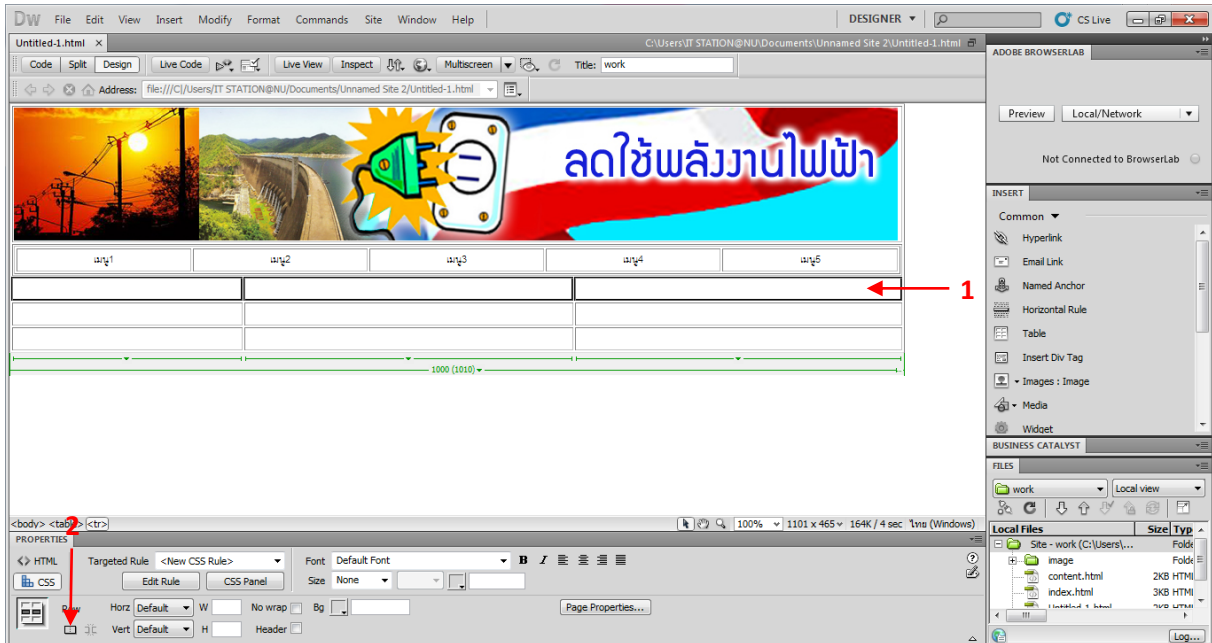 DW File Edit View Insert Modify Format Commands Site Window Help DESIGNER CS Live
Untitled-1.html × C:\Users\IT STATION@NU\Documents\Unnamed Site 2\Untitled-1.html
Code Split Design Live Code Live View Inspect Multiscreen Title: work
Address: file:///C|/Users/IT STATION@NU/Documents/Unnamed Site 2/Untitled-1.html
ลดใช้พลังงานไฟฟ้า
เมนู1 เมนู2 เมนู3 เมนู4 เมนู5
1
1000 (1010)
ADOBE BROWSERLAB
Preview Local/Network
Not Connected to BrowserLab
INSERT
Common
Hyperlink
Email Link
Named Anchor
Horizontal Rule
Table
Insert Div Tag
Images : Image
Media
Widget
BUSINESS CATALYST
FILES
work Local view
Local Files Size Typ
Site - work (C:\Users\... Folde
image Folde
content.html 2KB HTMl
index.html 3KB HTMl
Untitled-1.html 2KB HTMl
Log...
<body> <table> <tr> 100% 1101 x 465 164K / 4 sec ไทย (Windows)
2
PROPERTIES
<> HTML Targeted Rule <New CSS Rule> Font Default Font B I
CSS Edit Rule CSS Panel Size None
Row Horz Default W No wrap Bg Page Properties...
Vert Default H Header